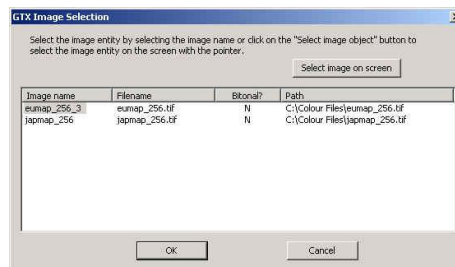 GTX Image Selection
Select the image entity by selecting the image name or click on the "Select image object" button to
select the image entity on the screen with the pointer.
Select image on screen
Image name Filename Bitonal? Path
eumap_256_3 eumap_256.tif N C:\Colour Files\eumap_256.tif
japmap_256 japmap_256.tif N C:\Colour Files\japmap_256.tif
OK Cancel